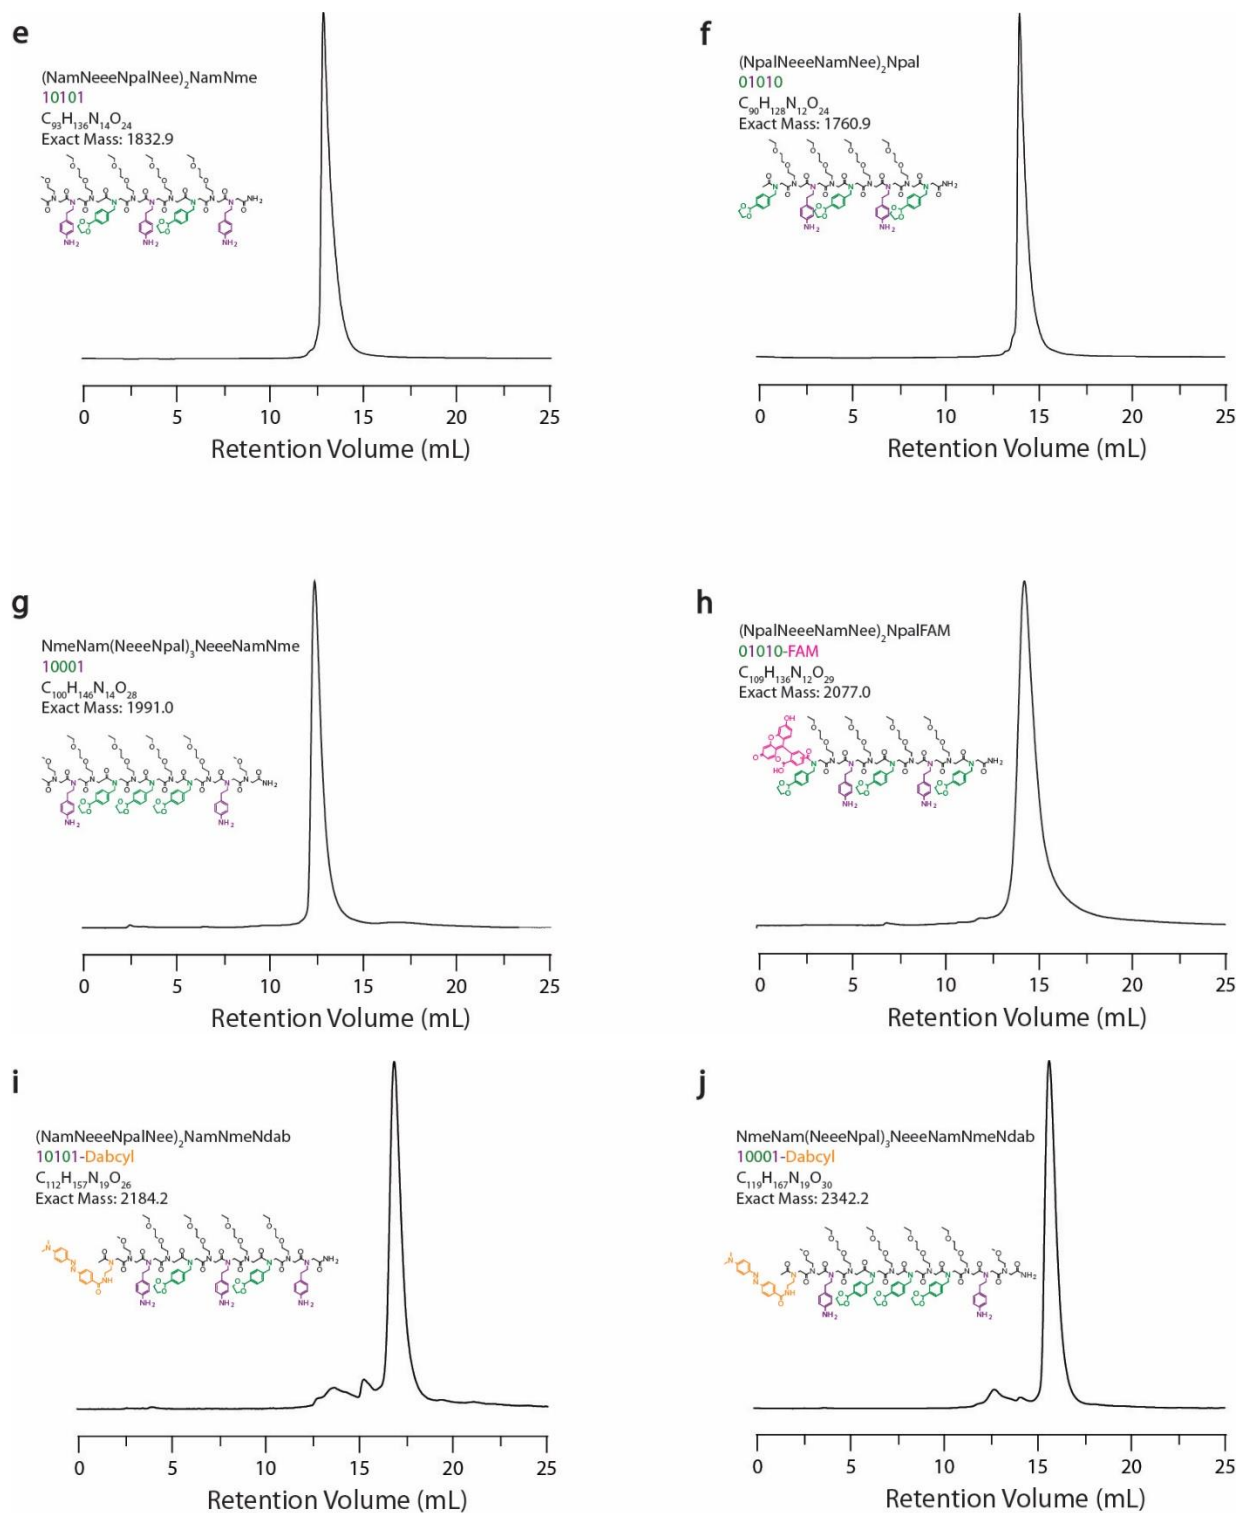 e
(NamNeeeNpalNee)₂NamNme
10101
C₉₃H₁₃₆N₁₄O₂₄
Exact Mass: 1832.9
0 5 10 15 20 25
Retention Volume (mL)
f
(NpalNeeeNamNee)₂Npal
01010
C₉₀H₁₂₈N₁₂O₂₄
Exact Mass: 1760.9
0 5 10 15 20 25
Retention Volume (mL)
g
NmeNam(NeeeNpal)₃NeeeNamNme
10001
C₁₀₀H₁₄₆N₁₄O₂₈
Exact Mass: 1991.0
0 5 10 15 20 25
Retention Volume (mL)
h
(NpalNeeeNamNee)₂NpalFAM
01010-FAM
C₁₀₉H₁₃₆N₁₂O₂₉
Exact Mass: 2077.0
0 5 10 15 20 25
Retention Volume (mL)
i
(NamNeeeNpalNee)₂NamNmeNdab
10101-Dabcyl
C₁₁₂H₁₅₇N₁₉O₂₆
Exact Mass: 2184.2
0 5 10 15 20 25
Retention Volume (mL)
j
NmeNam(NeeeNpal)₃NeeeNamNmeNdab
10001-Dabcyl
C₁₁₉H₁₆₇N₁₉O₃₀
Exact Mass: 2342.2
0 5 10 15 20 25
Retention Volume (mL)